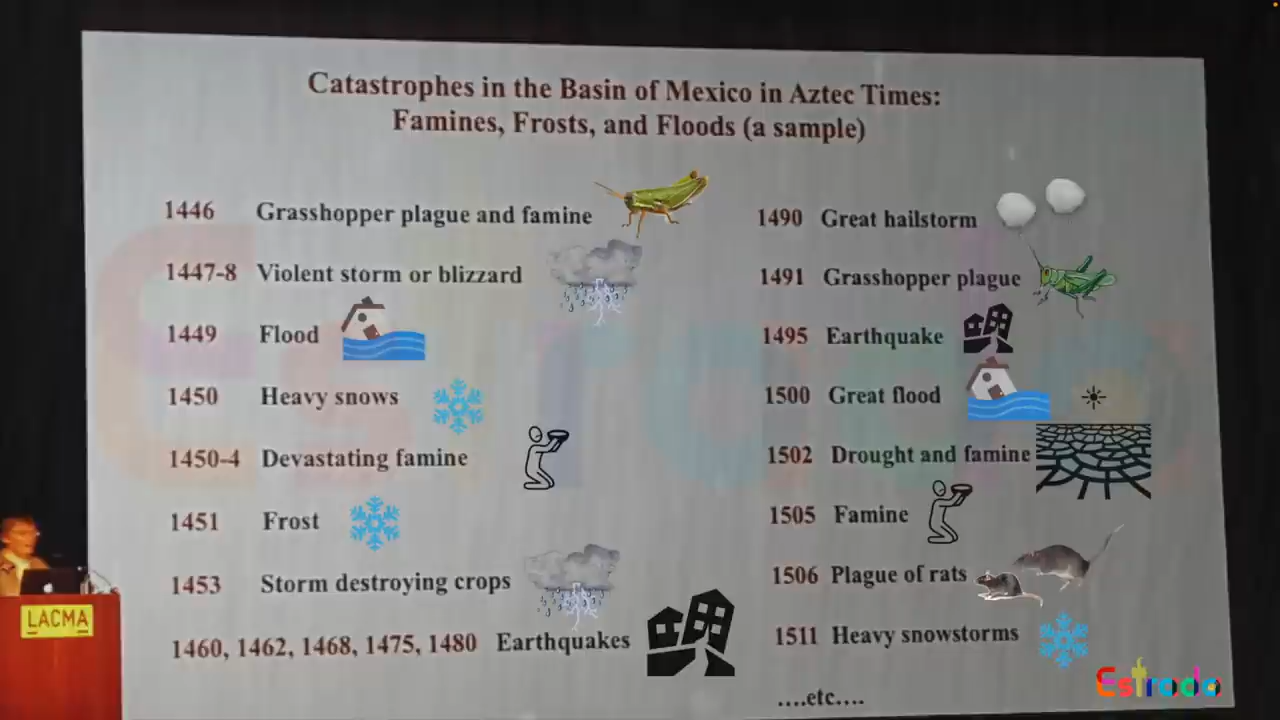 Catastrophes in the Basin of Mexico in Aztec Times:
Famines, Frosts, and Floods (a sample)
1446 Grasshopper plague and famine
1447-8 Violent storm or blizzard
1449 Flood
1450 Heavy snows
1450-4 Devastating famine
1451 Frost
1453 Storm destroying crops
1460, 1462, 1468, 1475, 1480 Earthquakes
1490 Great hailstorm
1491 Grasshopper plague
1495 Earthquake
1500 Great flood
1502 Drought and famine
1505 Famine
1506 Plague of rats
1511 Heavy snowstorms
....etc....
LACMA
Estrado